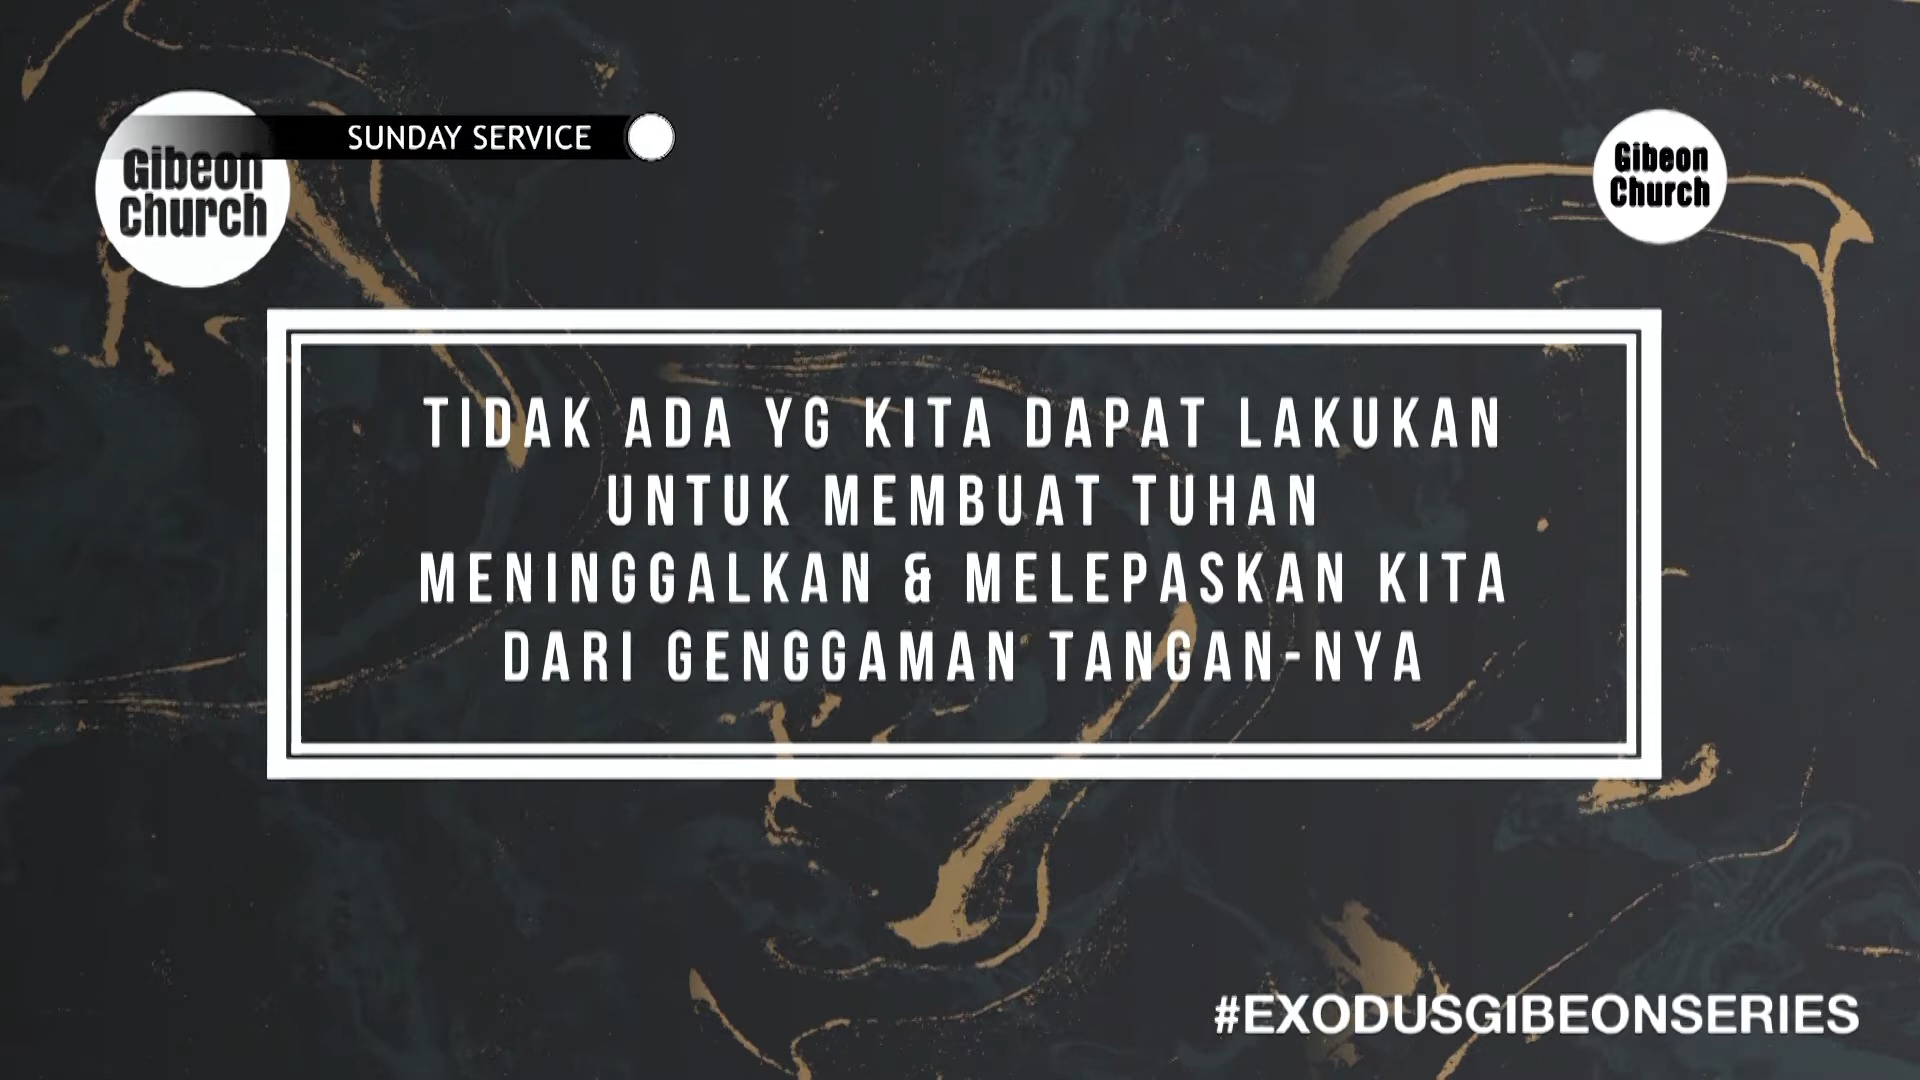 SUNDAY SERVICE
Gibeon
Church
Gibeon
Church
TIDAK ADA YG KITA DAPAT LAKUKAN
UNTUK MEMBUAT TUHAN
MENINGGALKAN & MELEPASKAN KITA
DARI GENGGAMAN TANGAN-NYA
#EXODUSGIBEONSERIES